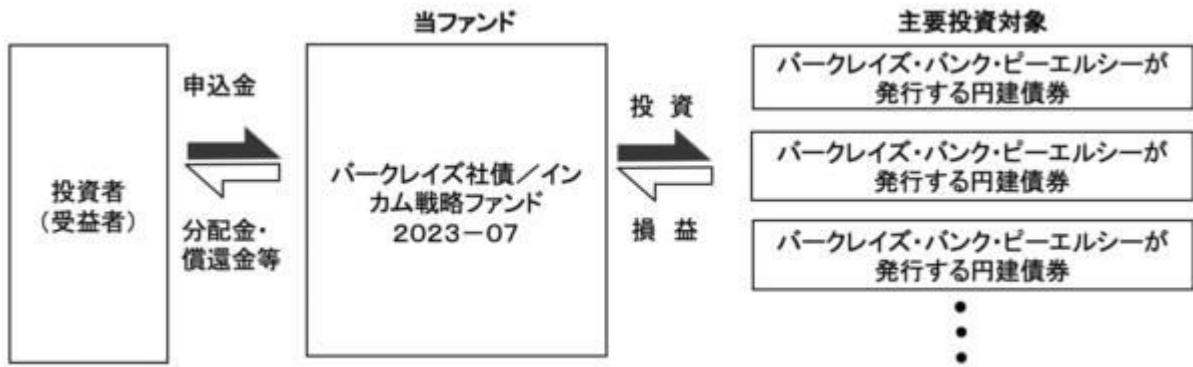 当ファンド
主要投資対象
投資者
(受益者)
申込金
分配金・
償還金等
バークレイズ社債/イン
カム戦略ファンド
2023-07
投 資
損 益
バークレイズ・バンク・ピーエルシーが
発行する円建債券
バークレイズ・バンク・ピーエルシーが
発行する円建債券
バークレイズ・バンク・ピーエルシーが
発行する円建債券